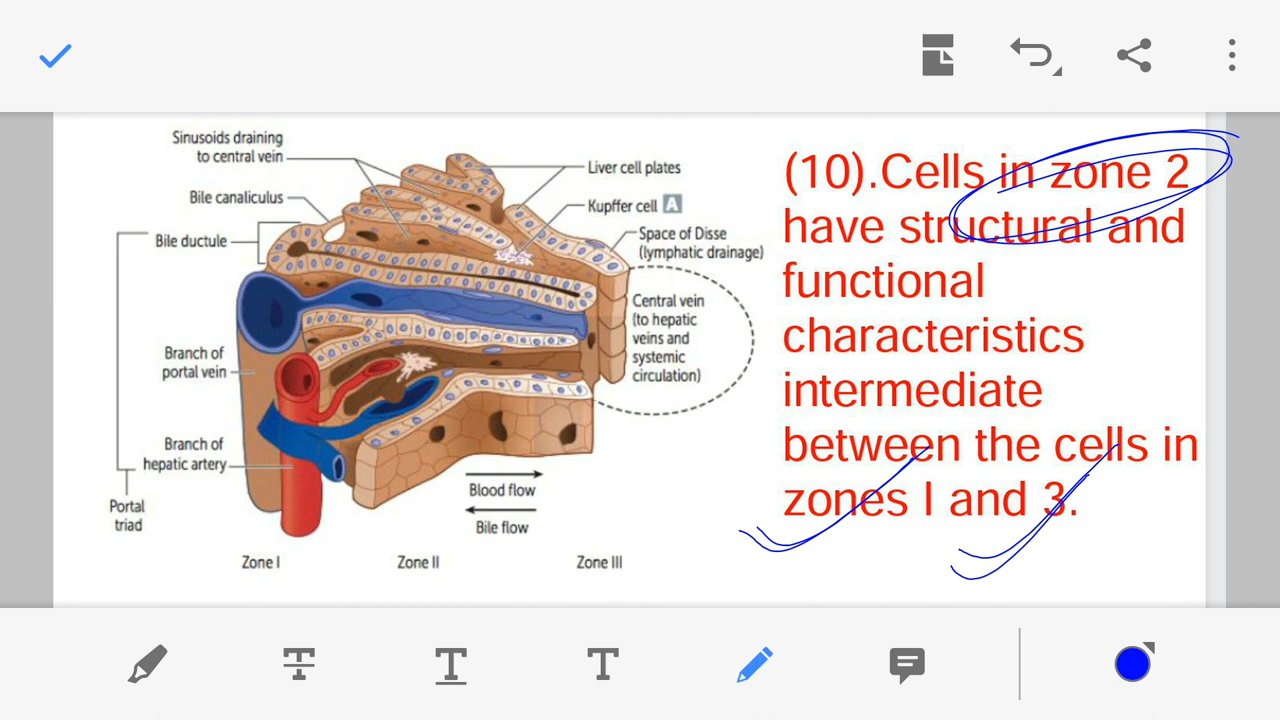 Sinusoids draining
to central vein
Bile canaliculus
Bile ductule
Branch of
portal vein
Branch of
hepatic artery
Portal
triad
Liver cell plates
Kupffer cell A
Space of Disse
(lymphatic drainage)
Central vein
(to hepatic
veins and
systemic
circulation)
Blood flow
Bile flow
Zone I
Zone II
Zone III
(10).Cells in zone 2
have structural and
functional
characteristics
intermediate
between the cells in
zones I and 3.
T
T
T